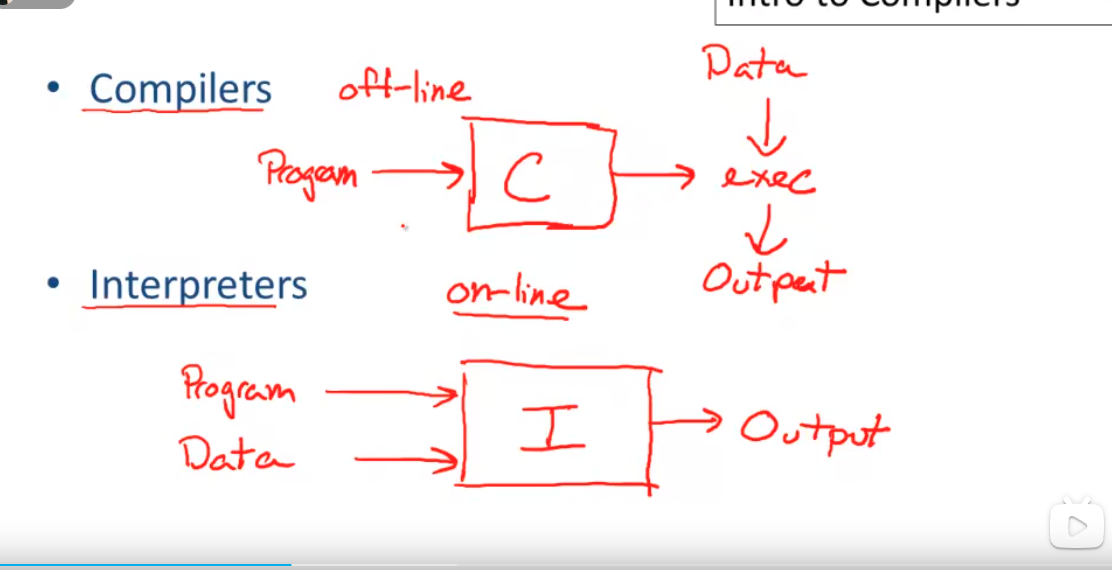 Intro to Compilers
• Compilers off-line
Data
Program → C → exec
Output
• Interpreters on-line
Program
I → Output
Data